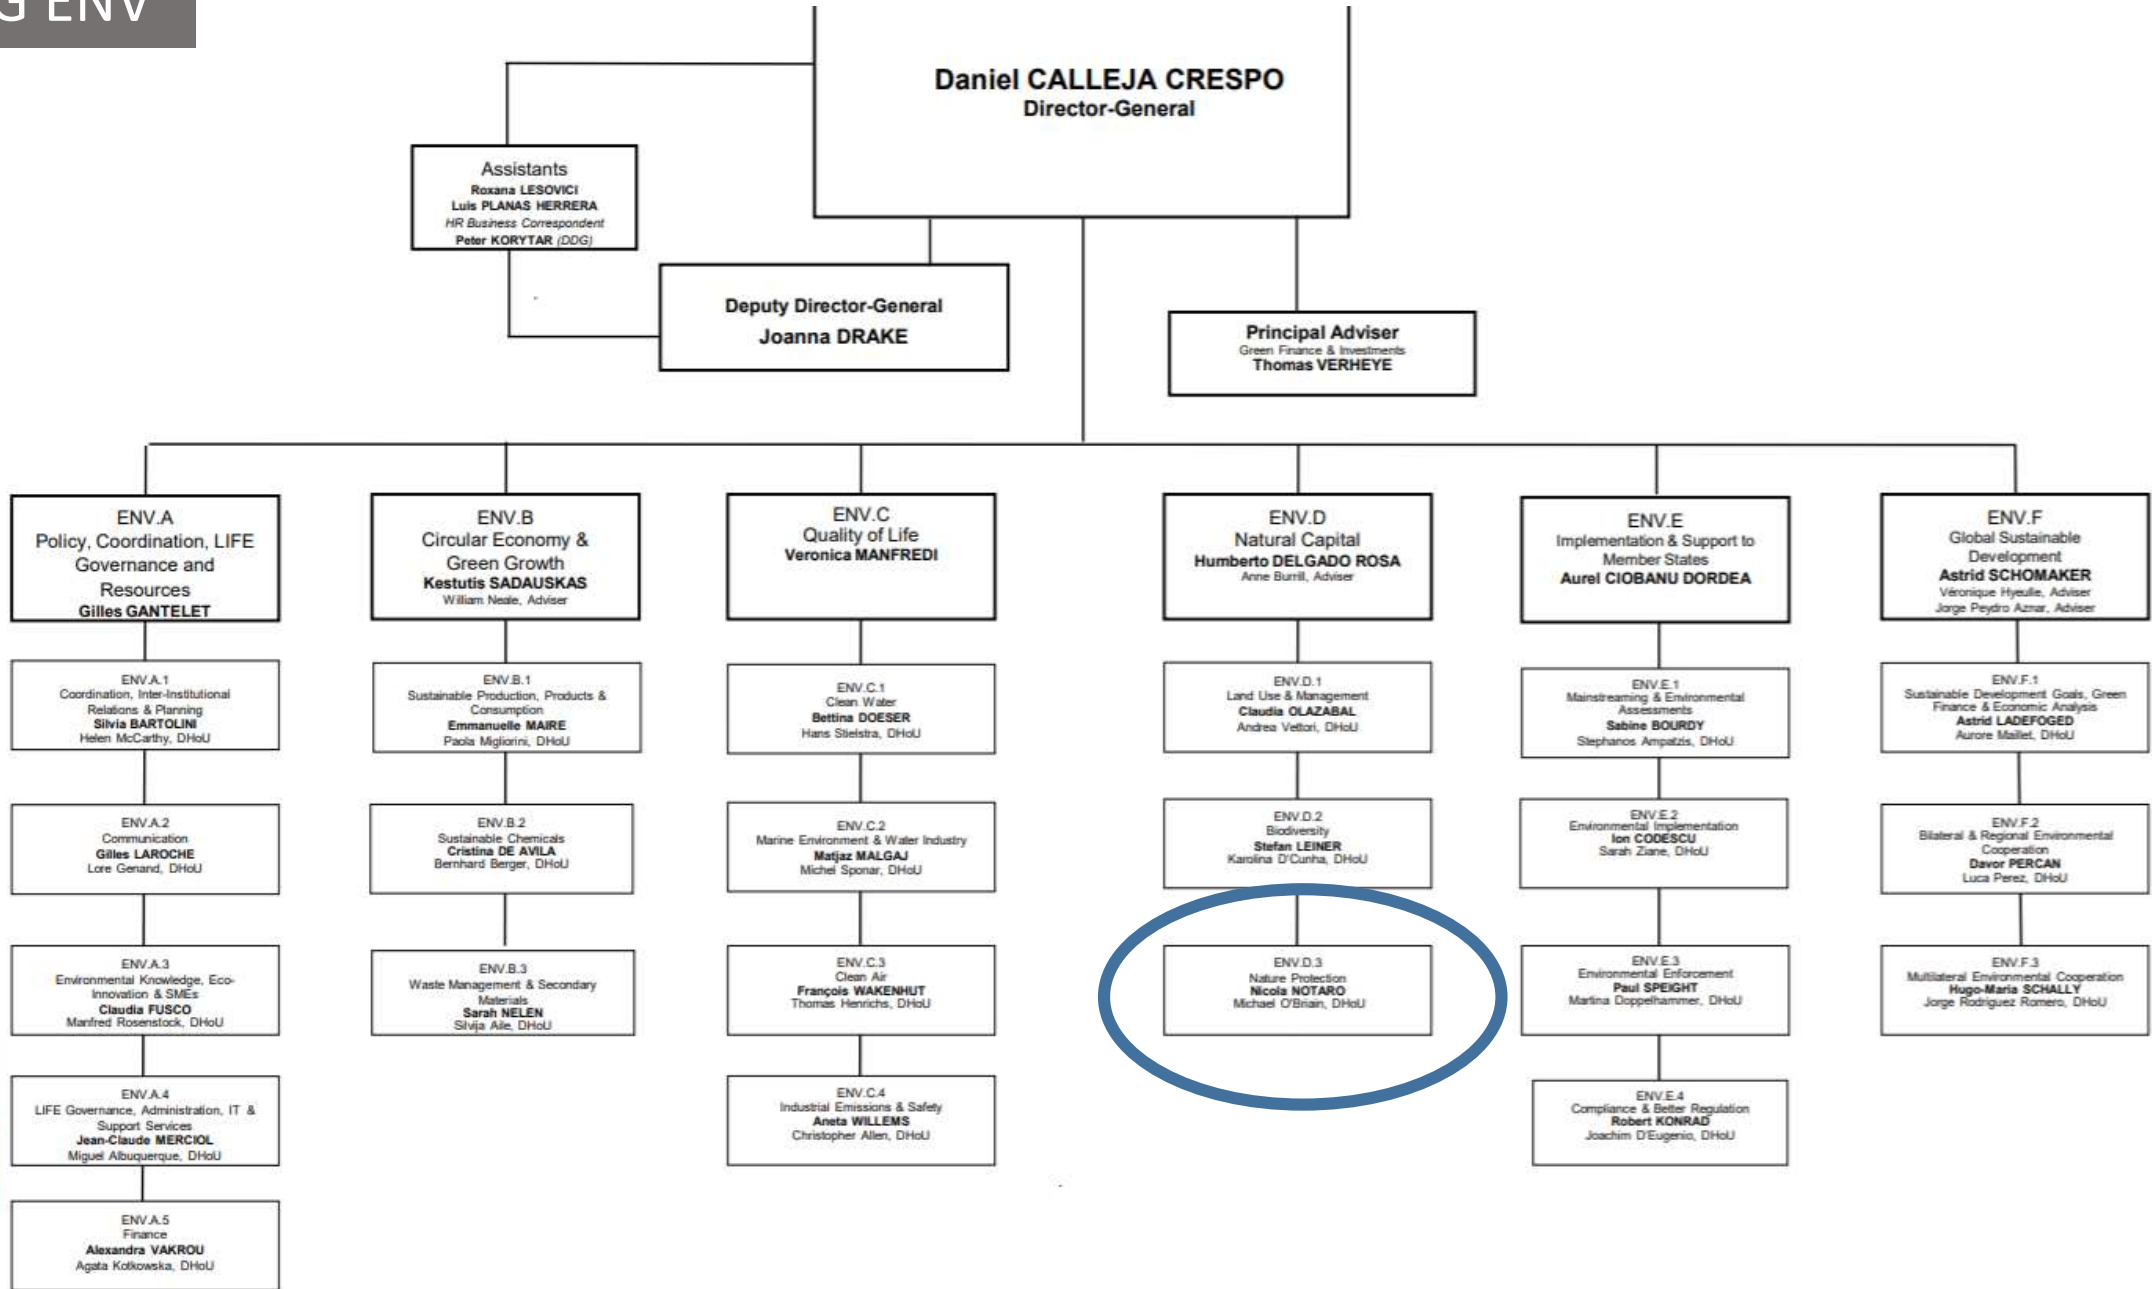 G ENV
Daniel CALLEJA CRESPO
Director-General
Assistants
Roxana LESOVICI
Luis PLANAS HERRERA
HR Business Correspondent
Peter KORYTAR (DDG)
Deputy Director-General
Joanna DRAKE
Principal Adviser
Green Finance & Investments
Thomas VERHEYE
ENV.A
Policy, Coordination, LIFE
Governance and
Resources
Gilles GANTELET
ENV.A.1
Coordination, Inter-Institutional
Relations & Planning
Silvia BARTOLINI
Helen McCarthy, DHoU
ENV.A.2
Communication
Gilles LAROCHE
Lore Genand, DHoU
ENV.A.3
Environmental Knowledge, Eco-
Innovation & SMEs
Claudia FUSCO
Manfred Rosenstock, DHoU
ENV.A.4
LIFE Governance, Administration, IT &
Support Services
Jean-Claude MERCIOL
Miguel Albuquerque, DHoU
ENV.A.5
Finance
Alexandra VAKROU
Agata Kotkowska, DHoU
ENV.B
Circular Economy &
Green Growth
Kestutis SADAUSKAS
William Neale, Adviser
ENV.B.1
Sustainable Production, Products &
Consumption
Emmanuelle MAIRE
Paola Migliorini, DHoU
ENV.B.2
Sustainable Chemicals
Cristina DE AVILA
Bernhard Berger, DHoU
ENV.B.3
Waste Management & Secondary
Materials
Sarah NELEN
Silvija Aile, DHoU
ENV.C
Quality of Life
Veronica MANFREDI
ENV.C.1
Clean Water
Bettina DOESER
Hans Stielstra, DHoU
ENV.C.2
Marine Environment & Water Industry
Matjaz MALGAJ
Michel Sponar, DHoU
ENV.C.3
Clean Air
François WAKENHUT
Thomas Henrichs, DHoU
ENV.C.4
Industrial Emissions & Safety
Aneta WILLEMS
Christopher Allen, DHoU
ENV.D
Natural Capital
Humberto DELGADO ROSA
Anne Burrill, Adviser
ENV.D.1
Land Use & Management
Claudia OLAZABAL
Andrea Vettori, DHoU
ENV.D.2
Biodiversity
Stefan LEINER
Karolina D'Cunha, DHoU
ENV.D.3
Nature Protection
Nicola NOTARO
Michael O'Briain, DHoU
ENV.E
Implementation & Support to
Member States
Aurel CIOBANU DORDEA
ENV.E.1
Mainstreaming & Environmental
Assessments
Sabine BOURDY
Stephanos Ampatzis, DHoU
ENV.E.2
Environmental Implementation
Ion CODESCU
Sarah Ziane, DHoU
ENV.E.3
Environmental Enforcement
Paul SPEIGHT
Martina Doppelhammer, DHoU
ENV.E.4
Compliance & Better Regulation
Robert KONRAD
Joachim D'Eugenio, DHoU
ENV.F
Global Sustainable
Development
Astrid SCHOMAKER
Véronique Hyeulle, Adviser
Jorge Peydro Aznar, Adviser
ENV.F.1
Sustainable Development Goals, Green
Finance & Economic Analysis
Astrid LADEFOGED
Aurore Maillet, DHoU
ENV.F.2
Bilateral & Regional Environmental
Cooperation
Davor PERCAN
Luca Perez, DHoU
ENV.F.3
Multilateral Environmental Cooperation
Hugo-Maria SCHALLY
Jorge Rodriguez Romero, DHoU